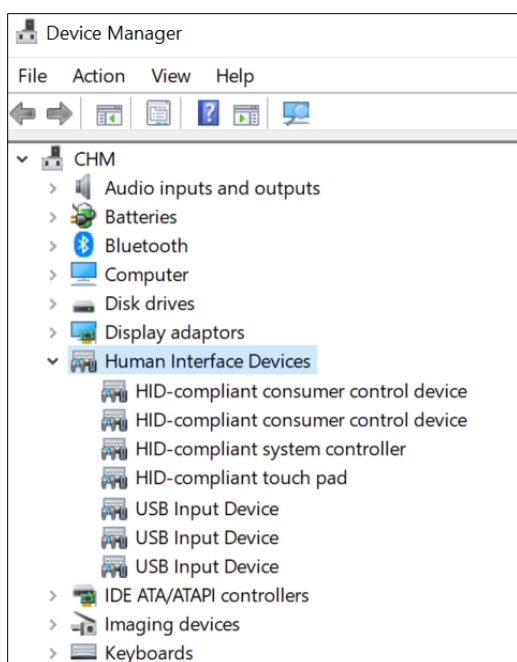 Device Manager
File Action View Help
CHM
Audio inputs and outputs
Batteries
Bluetooth
Computer
Disk drives
Display adaptors
Human Interface Devices
HID-compliant consumer control device
HID-compliant consumer control device
HID-compliant system controller
HID-compliant touch pad
USB Input Device
USB Input Device
USB Input Device
IDE ATA/ATAPI controllers
Imaging devices
Keyboards